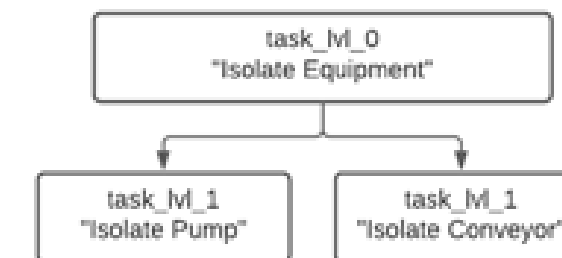 task_lvl_0
"Isolate Equipment"
task_lvl_1
"Isolate Pump"
task_lvl_1
"Isolate Conveyor"